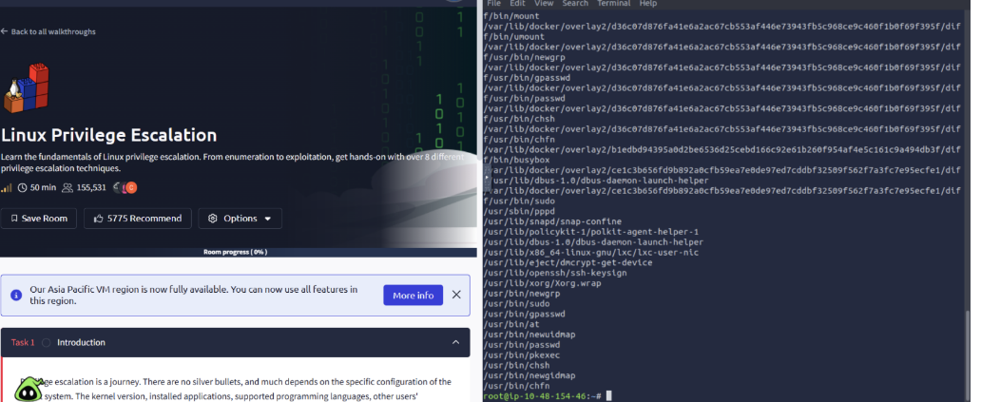 ← Back to all walkthroughs
Linux Privilege Escalation
Learn the fundamentals of Linux privilege escalation. From enumeration to exploitation, get hands-on with over 8 different
privilege escalation techniques.
50 min 155,531
Save Room 5775 Recommend Options
Room progress ( 0% )
Our Asia Pacific VM region is now fully available. You can now use all features in
this region.
More info
Task 1 Introduction
ge escalation is a journey. There are no silver bullets, and much depends on the specific configuration of the
system. The kernel version, installed applications, supported programming languages, other users'
File Edit View Search Terminal Help
f/bin/mount
/var/lib/docker/overlay2/d36c07d876fa41e6a2ac67cb553af446e73943fb5c968ce9c460f1b0f69f395f/dif
f/bin/umount
/var/lib/docker/overlay2/d36c07d876fa41e6a2ac67cb553af446e73943fb5c968ce9c460f1b0f69f395f/dif
f/usr/bin/newgrp
/var/lib/docker/overlay2/d36c07d876fa41e6a2ac67cb553af446e73943fb5c968ce9c460f1b0f69f395f/dif
f/usr/bin/gpasswd
/var/lib/docker/overlay2/d36c07d876fa41e6a2ac67cb553af446e73943fb5c968ce9c460f1b0f69f395f/dif
f/usr/bin/passwd
/var/lib/docker/overlay2/d36c07d876fa41e6a2ac67cb553af446e73943fb5c968ce9c460f1b0f69f395f/dif
f/usr/bin/chsh
/var/lib/docker/overlay2/d36c07d876fa41e6a2ac67cb553af446e73943fb5c968ce9c460f1b0f69f395f/dif
f/usr/bin/chfn
/var/lib/docker/overlay2/b1edbd94395a0d2be6536d25cebd166c92e61b260f954af4e5c161c9a494db3f/dif
f/bin/busybox
/var/lib/docker/overlay2/ce1c3b656fd9b892a0cfb59ea7e0de97ed7cddbf32509f562f7a3fc7e95ecfe1/dif
f/usr/lib/dbus-1.0/dbus-daemon-launch-helper
/var/lib/docker/overlay2/ce1c3b656fd9b892a0cfb59ea7e0de97ed7cddbf32509f562f7a3fc7e95ecfe1/dif
f/usr/bin/sudo
/usr/sbin/pppd
/usr/lib/snapd/snap-confine
/usr/lib/policykit-1/polkit-agent-helper-1
/usr/lib/dbus-1.0/dbus-daemon-launch-helper
/usr/lib/x86_64-linux-gnu/lxc/lxc-user-nic
/usr/lib/eject/dmcrypt-get-device
/usr/lib/openssh/ssh-keysign
/usr/lib/xorg/Xorg.wrap
/usr/bin/newgrp
/usr/bin/sudo
/usr/bin/gpasswd
/usr/bin/at
/usr/bin/newuidmap
/usr/bin/passwd
/usr/bin/pkexec
/usr/bin/chsh
/usr/bin/newgidmap
/usr/bin/chfn
root@ip-10-48-154-46:~#